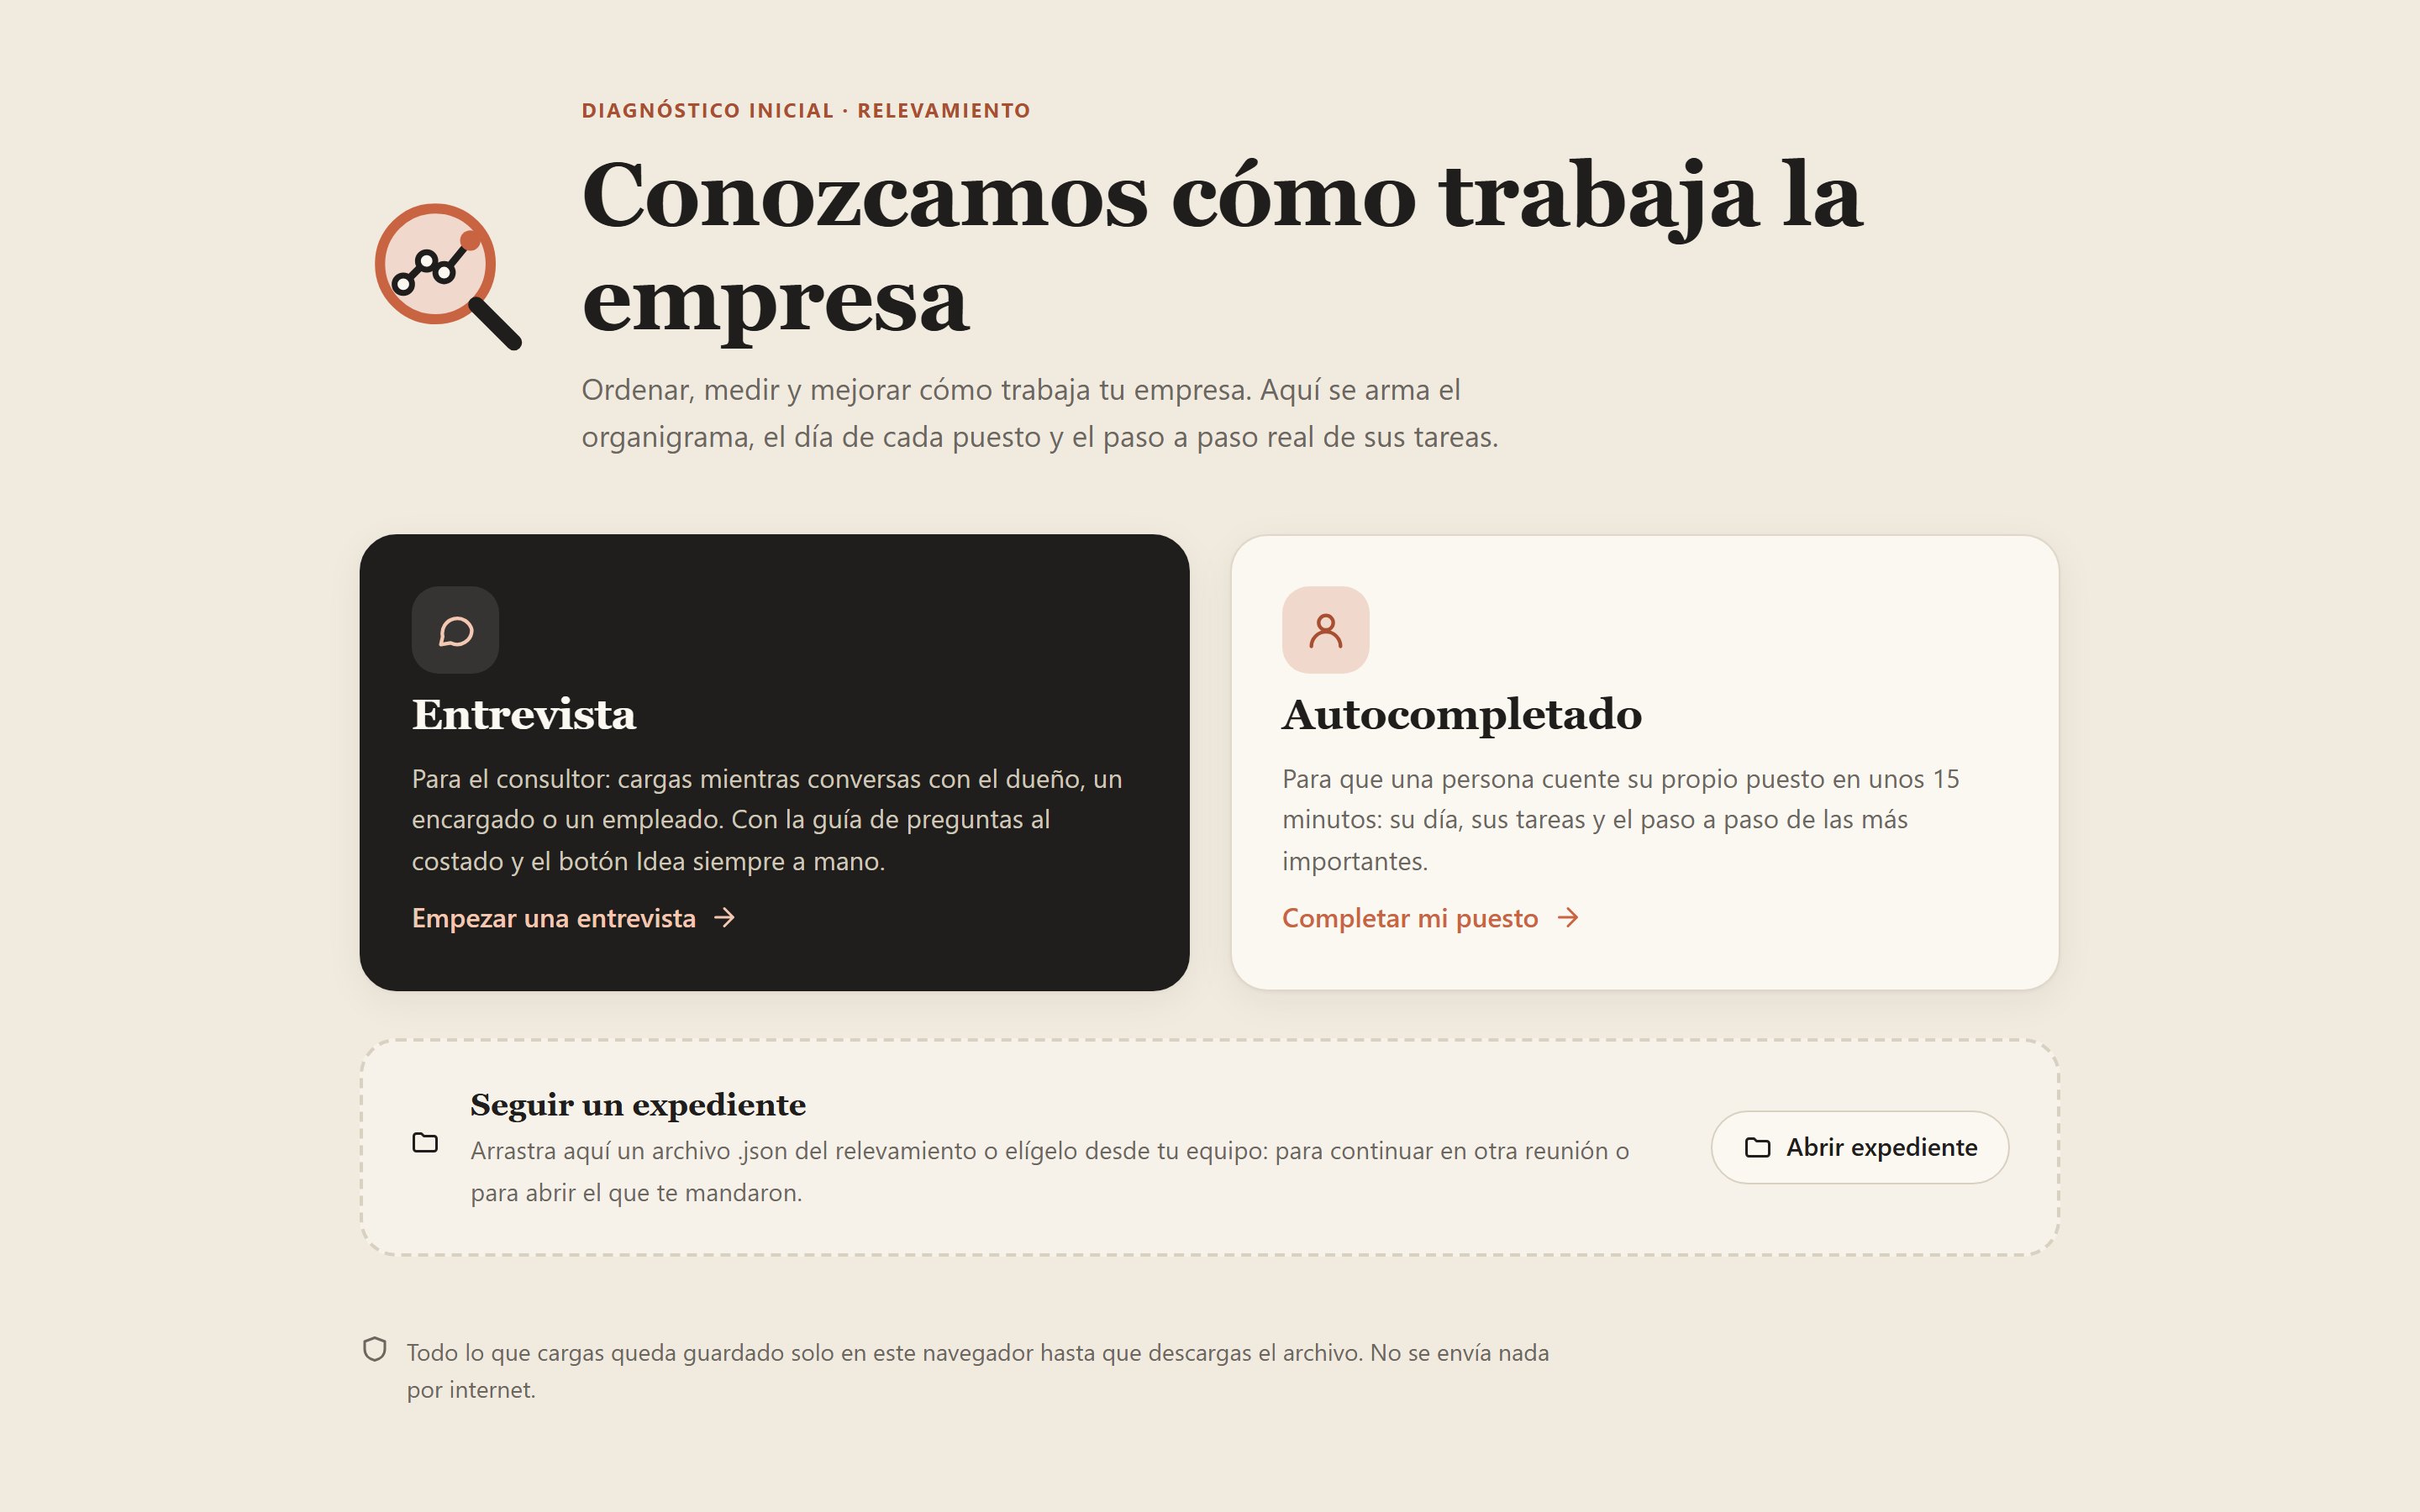 DIAGNÓSTICO INICIAL · RELEVAMIENTO
Conozcamos cómo trabaja la
empresa
Ordenar, medir y mejorar cómo trabaja tu empresa. Aquí se arma el
organigrama, el día de cada puesto y el paso a paso real de sus tareas.
Entrevista
Para el consultor: cargas mientras conversas con el dueño, un
encargado o un empleado. Con la guía de preguntas al
costado y el botón Idea siempre a mano.
Empezar una entrevista →
Autocompletado
Para que una persona cuente su propio puesto en unos 15
minutos: su día, sus tareas y el paso a paso de las más
importantes.
Completar mi puesto →
Seguir un expediente
Arrastra aquí un archivo .json del relevamiento o elígelo desde tu equipo: para continuar en otra reunión o
para abrir el que te mandaron.
Abrir expediente
Todo lo que cargas queda guardado solo en este navegador hasta que descargas el archivo. No se envía nada
por internet.